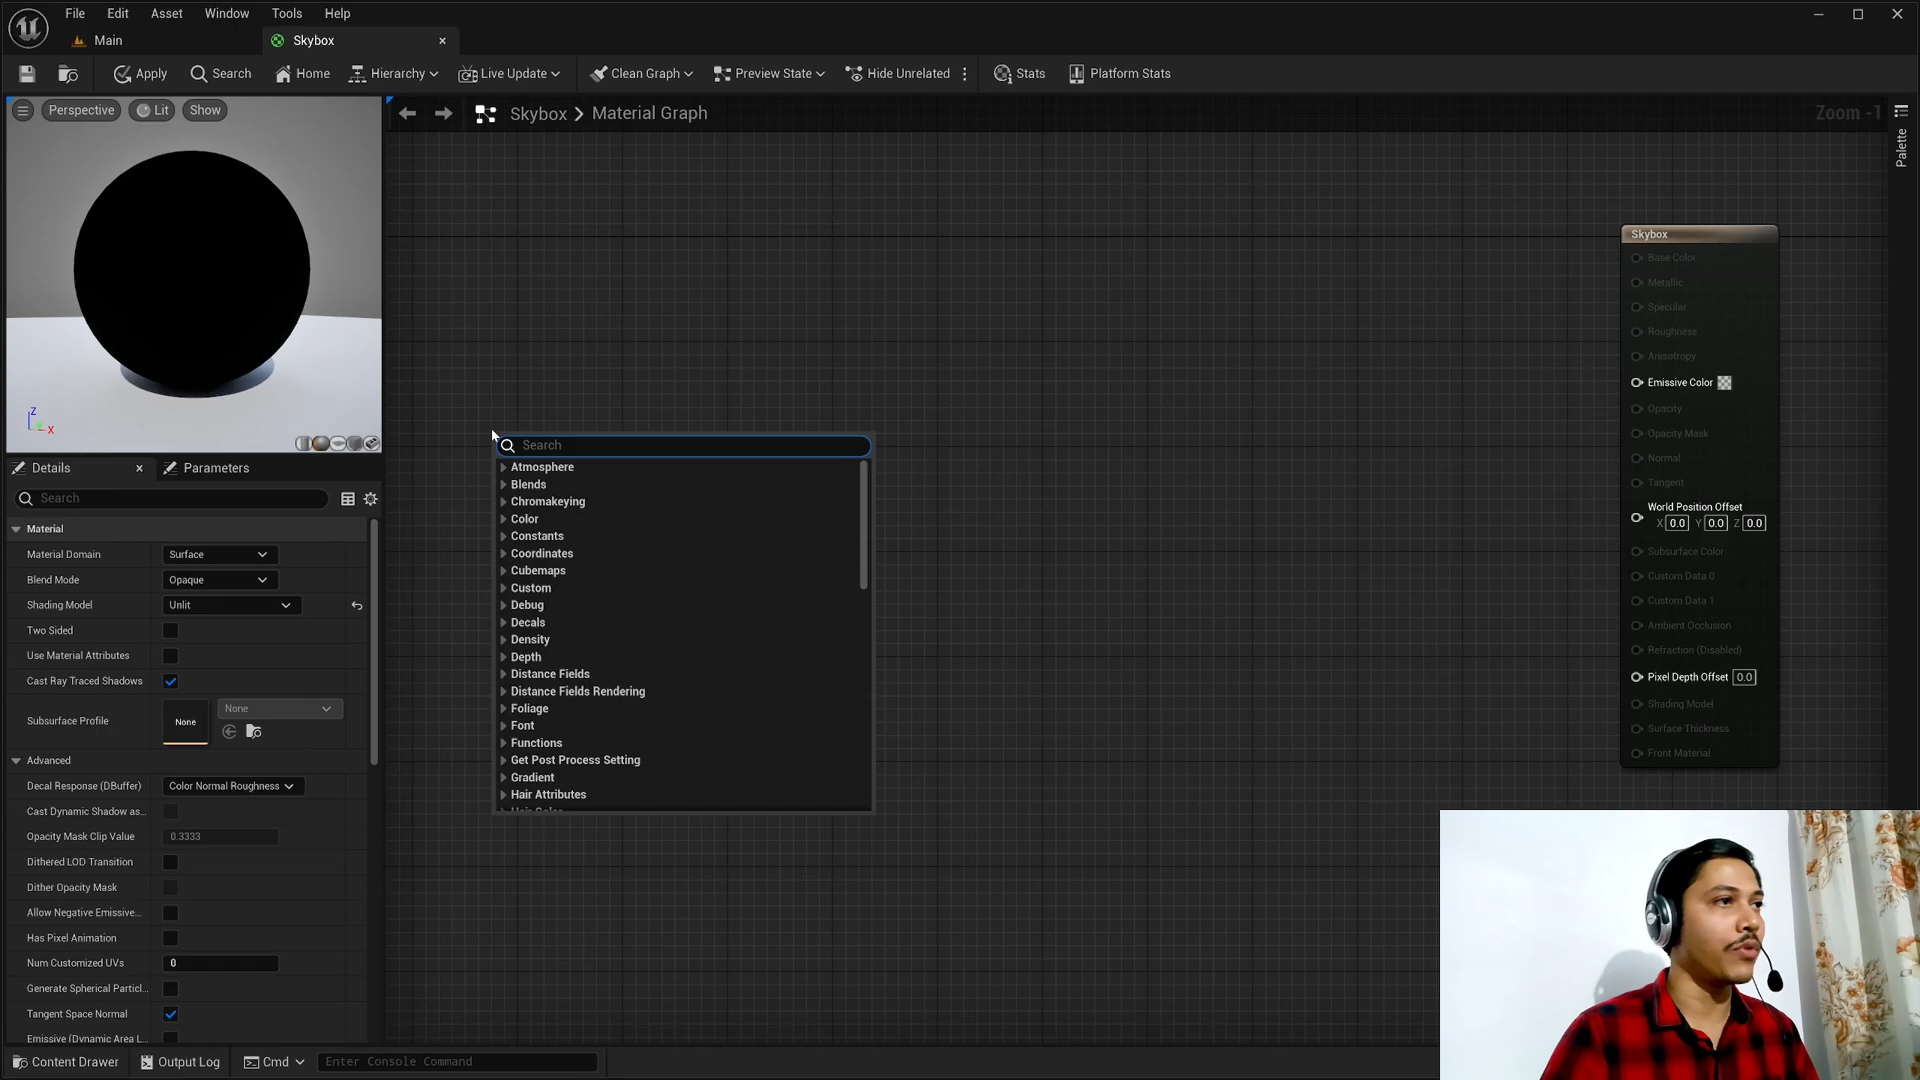 File Edit Asset Window Tools Help
Main Skybox
Apply Search Home Hierarchy Live Update Clean Graph Preview State Hide Unrelated Stats Platform Stats
Perspective Lit Show
Skybox > Material Graph
Zoom -1
Palette
Z
X
Details Parameters
Search
Material
Material Domain Surface
Blend Mode Opaque
Shading Model Unlit
Two Sided
Use Material Attributes
Cast Ray Traced Shadows
Subsurface Profile None None
Advanced
Decal Response (DBuffer) Color Normal Roughness
Cast Dynamic Shadow as...
Opacity Mask Clip Value 0.3333
Dithered LOD Transition
Dither Opacity Mask
Allow Negative Emissive...
Has Pixel Animation
Num Customized UVs 0
Generate Spherical Particl...
Tangent Space Normal
Emissive (Dynamic Area L...
Search
Atmosphere
Blends
Chromakeying
Color
Constants
Coordinates
Cubemaps
Custom
Debug
Decals
Density
Depth
Distance Fields
Distance Fields Rendering
Foliage
Font
Functions
Get Post Process Setting
Gradient
Hair Attributes
Hair Color
Skybox
Base Color
Metallic
Specular
Roughness
Anisotropy
Emissive Color
Opacity
Opacity Mask
Normal
Tangent
World Position Offset
X 0.0 Y 0.0 Z 0.0
Subsurface Color
Custom Data 0
Custom Data 1
Ambient Occlusion
Refraction (Disabled)
Pixel Depth Offset 0.0
Shading Model
Surface Thickness
Front Material
Content Drawer Output Log Cmd Enter Console Command